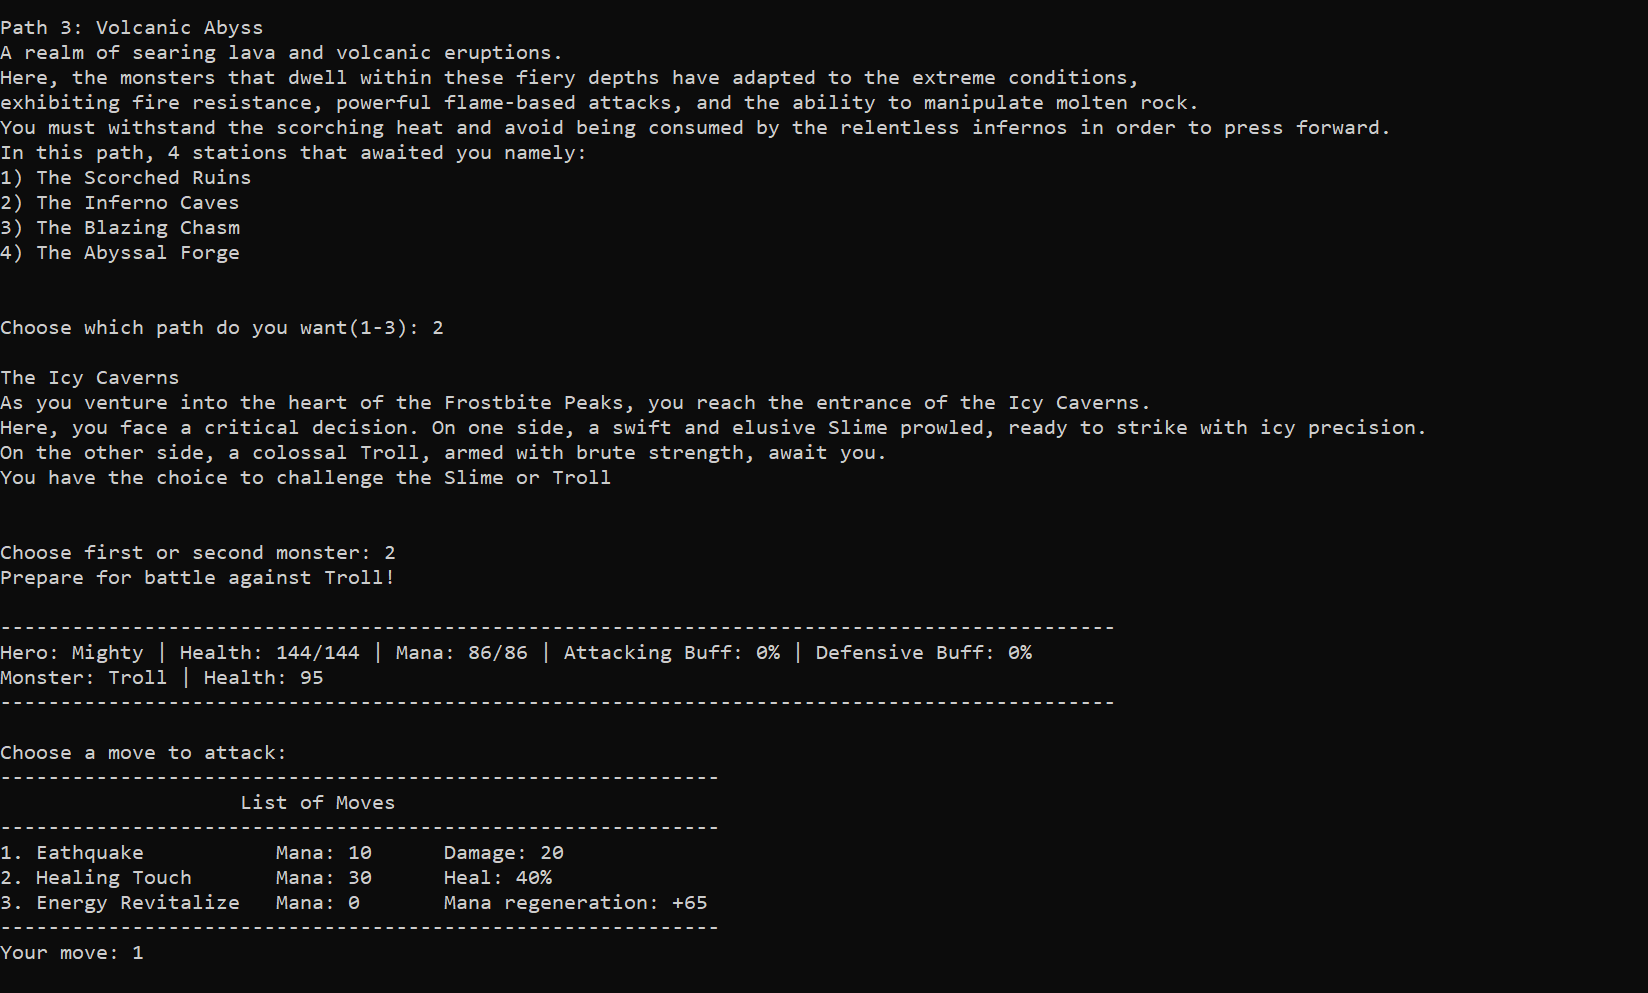 Path 3: Volcanic Abyss
A realm of searing lava and volcanic eruptions.
Here, the monsters that dwell within these fiery depths have adapted to the extreme conditions,
exhibiting fire resistance, powerful flame-based attacks, and the ability to manipulate molten rock.
You must withstand the scorching heat and avoid being consumed by the relentless infernos in order to press forward.
In this path, 4 stations that awaited you namely:
1) The Scorched Ruins
2) The Inferno Caves
3) The Blazing Chasm
4) The Abyssal Forge
Choose which path do you want(1-3): 2
The Icy Caverns
As you venture into the heart of the Frostbite Peaks, you reach the entrance of the Icy Caverns.
Here, you face a critical decision. On one side, a swift and elusive Slime prowled, ready to strike with icy precision.
On the other side, a colossal Troll, armed with brute strength, await you.
You have the choice to challenge the Slime or Troll
Choose first or second monster: 2
Prepare for battle against Troll!
---------------------------------------------------------------------------------------------
Hero: Mighty | Health: 144/144 | Mana: 86/86 | Attacking Buff: 0% | Defensive Buff: 0%
Monster: Troll | Health: 95
---------------------------------------------------------------------------------------------
Choose a move to attack:
------------------------------------------------------------
List of Moves
------------------------------------------------------------
1. Eathquake Mana: 10 Damage: 20
2. Healing Touch Mana: 30 Heal: 40%
3. Energy Revitalize Mana: 0 Mana regeneration: +65
------------------------------------------------------------
Your move: 1